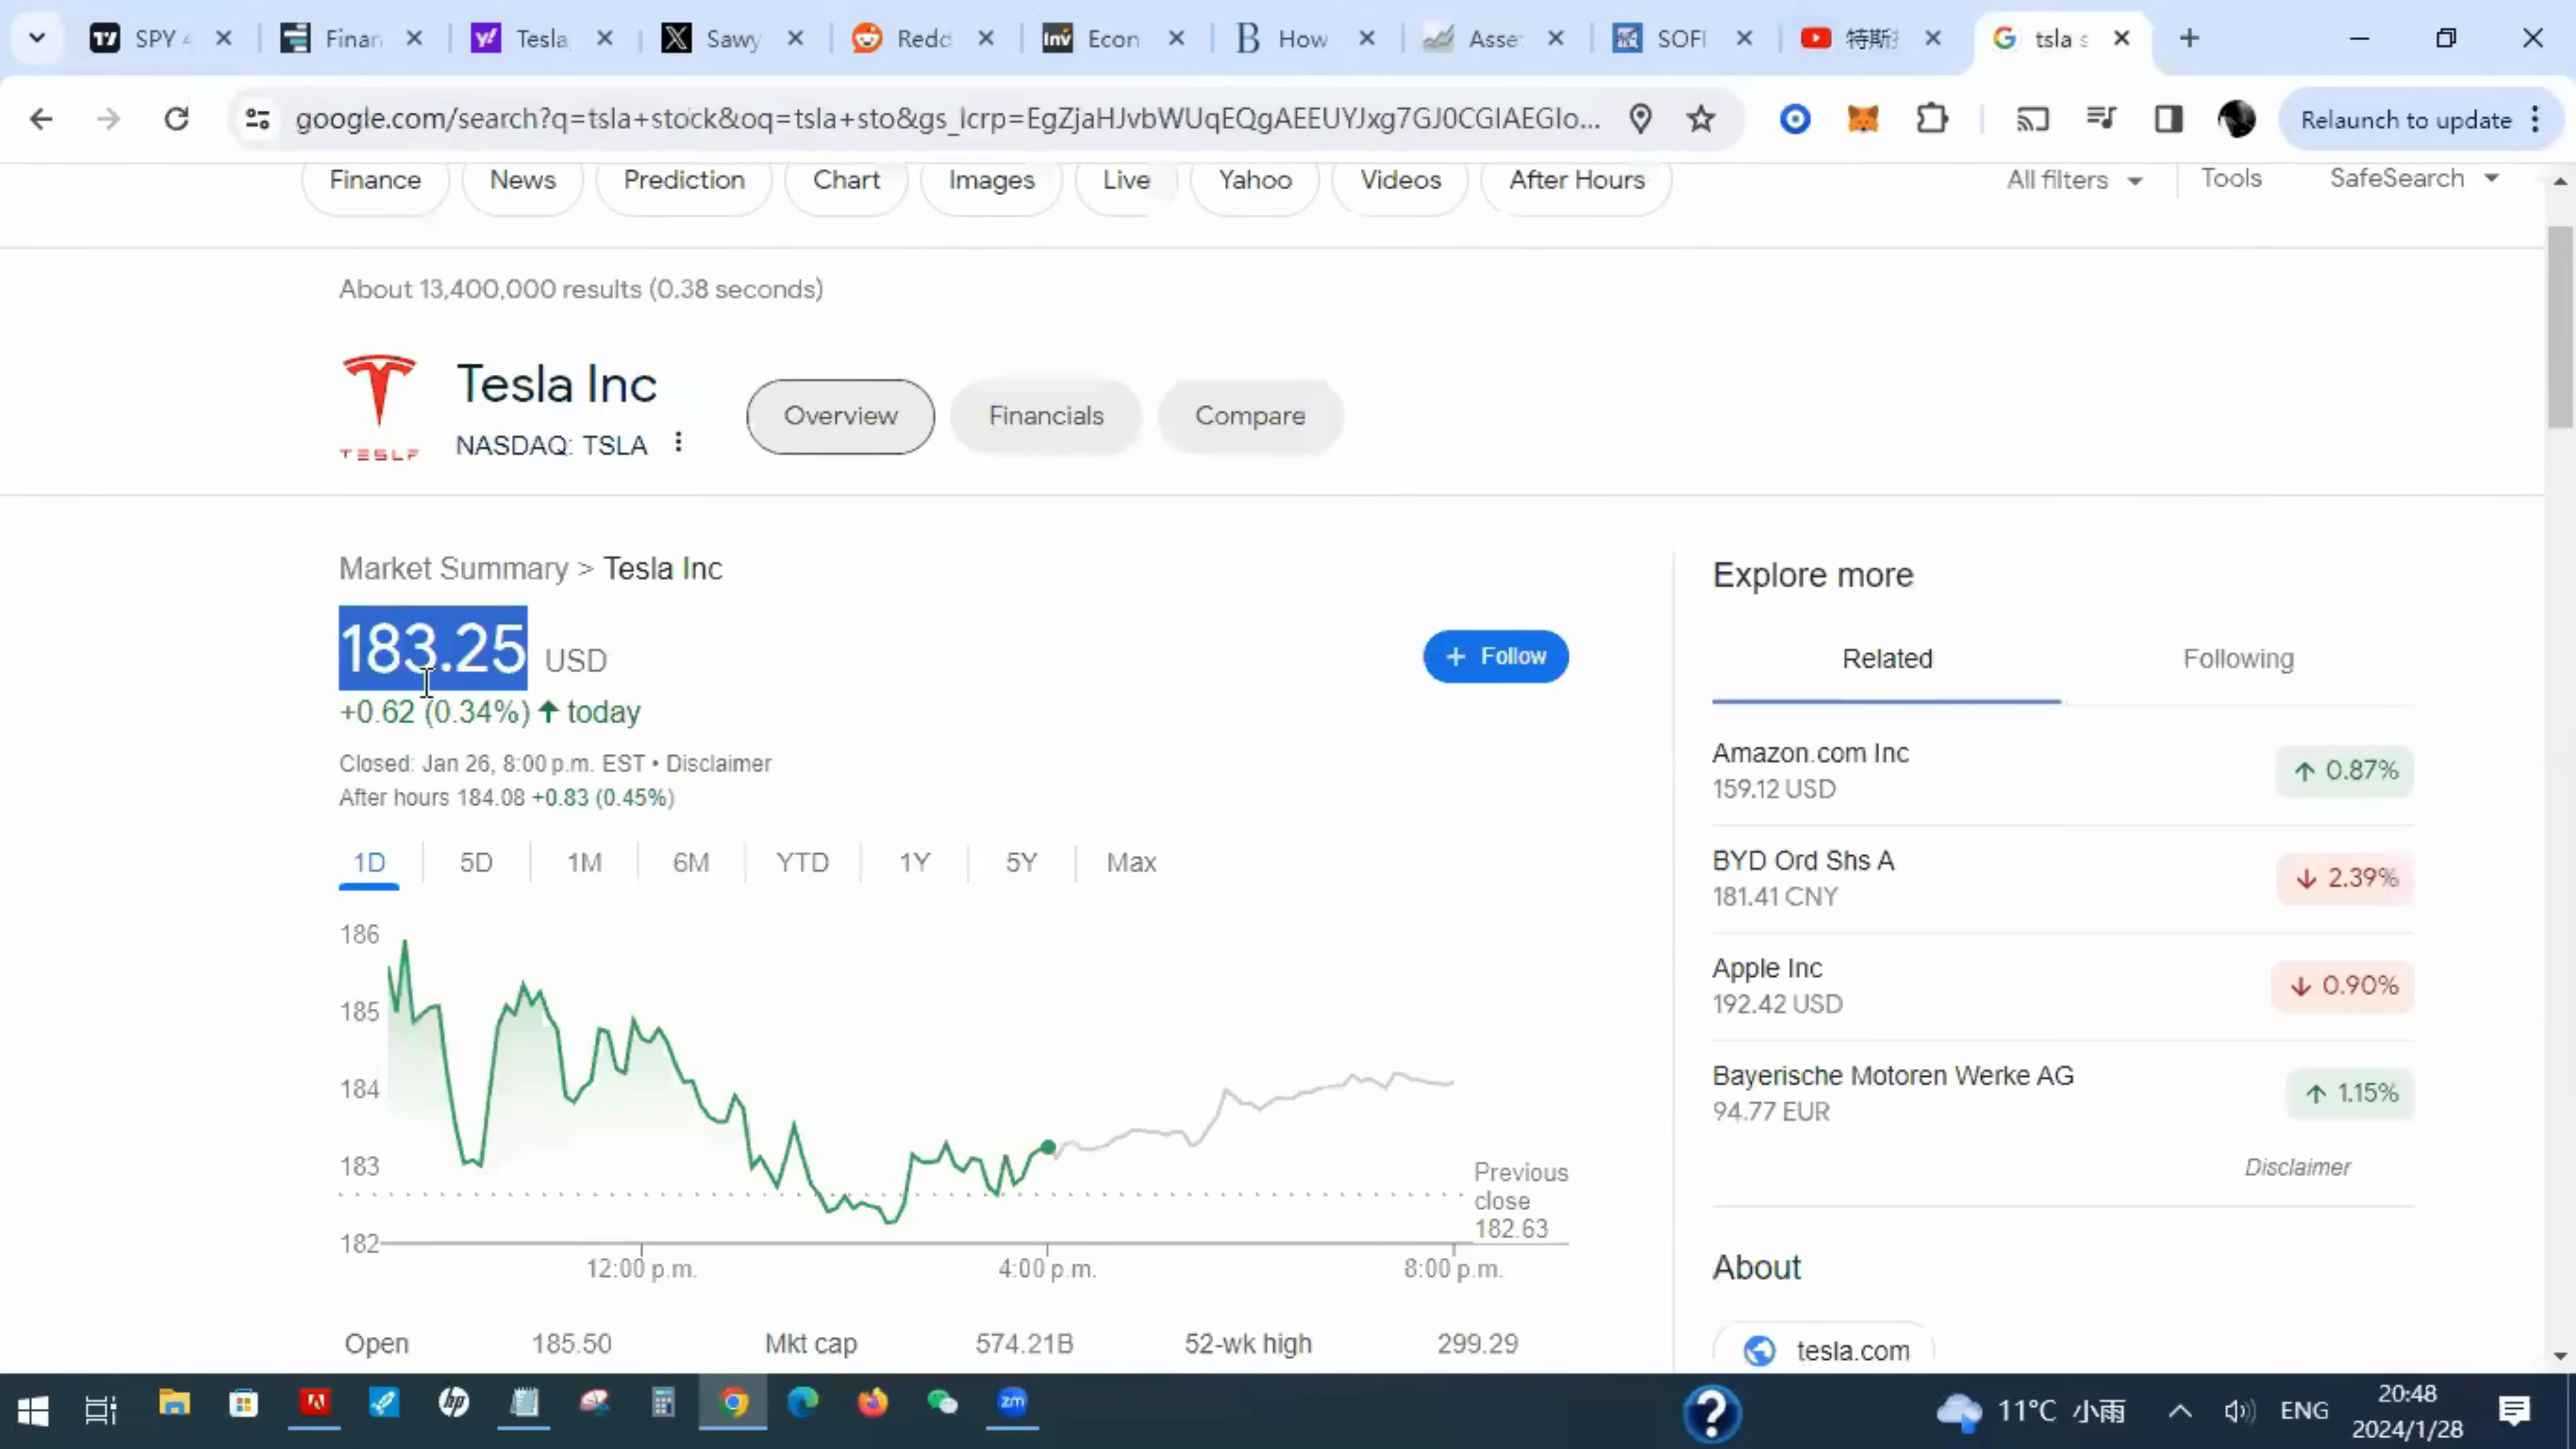 SPY 4
Finan
Tesla
Sawy
Redd
Econ
How
Asse
SOFI
tsla s
google.com/search?q=tsla+stock&oq=tsla+sto&gs_lcrp=EgZjaHJvbWUqEQgAEEUYJxg7GJ0CGIAEGIo...
Relaunch to update
Finance
News
Prediction
Chart
Images
Live
Yahoo
Videos
After Hours
All filters
Tools
SafeSearch
About 13,400,000 results (0.38 seconds)
TESLA
Tesla Inc
NASDAQ: TSLA
Overview
Financials
Compare
Market Summary > Tesla Inc
183.25 USD
+ Follow
+0.62 (0.34%) ↑ today
Closed: Jan 26, 8:00 p.m. EST • Disclaimer
After hours 184.08 +0.83 (0.45%)
1D
5D
1M
6M
YTD
1Y
5Y
Max
186
185
184
183
182
Previous
close
182.63
12:00 p.m.
4:00 p.m.
8:00 p.m.
Open 185.50
Mkt cap 574.21B
52-wk high 299.29
Explore more
Related
Following
Amazon.com Inc
159.12 USD
↑ 0.87%
BYD Ord Shs A
181.41 CNY
↓ 2.39%
Apple Inc
192.42 USD
↓ 0.90%
Bayerische Motoren Werke AG
94.77 EUR
↑ 1.15%
Disclaimer
About
tesla.com
hp
zm
11°C 小雨
ENG
20:48
2024/1/28